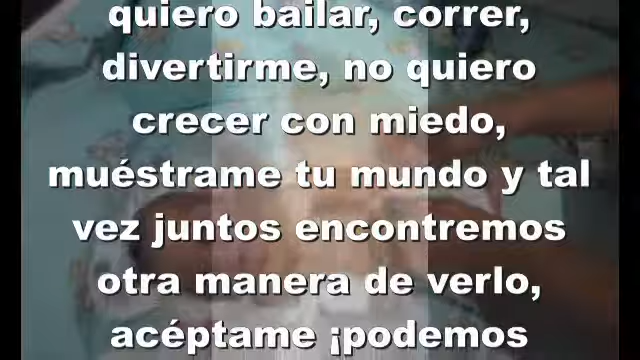 quiero bailar, correr,
divertirme, no quiero
crecer con miedo,
muéstrame tu mundo y tal
vez juntos encontremos
otra manera de verlo,
acéptame ¡podemos